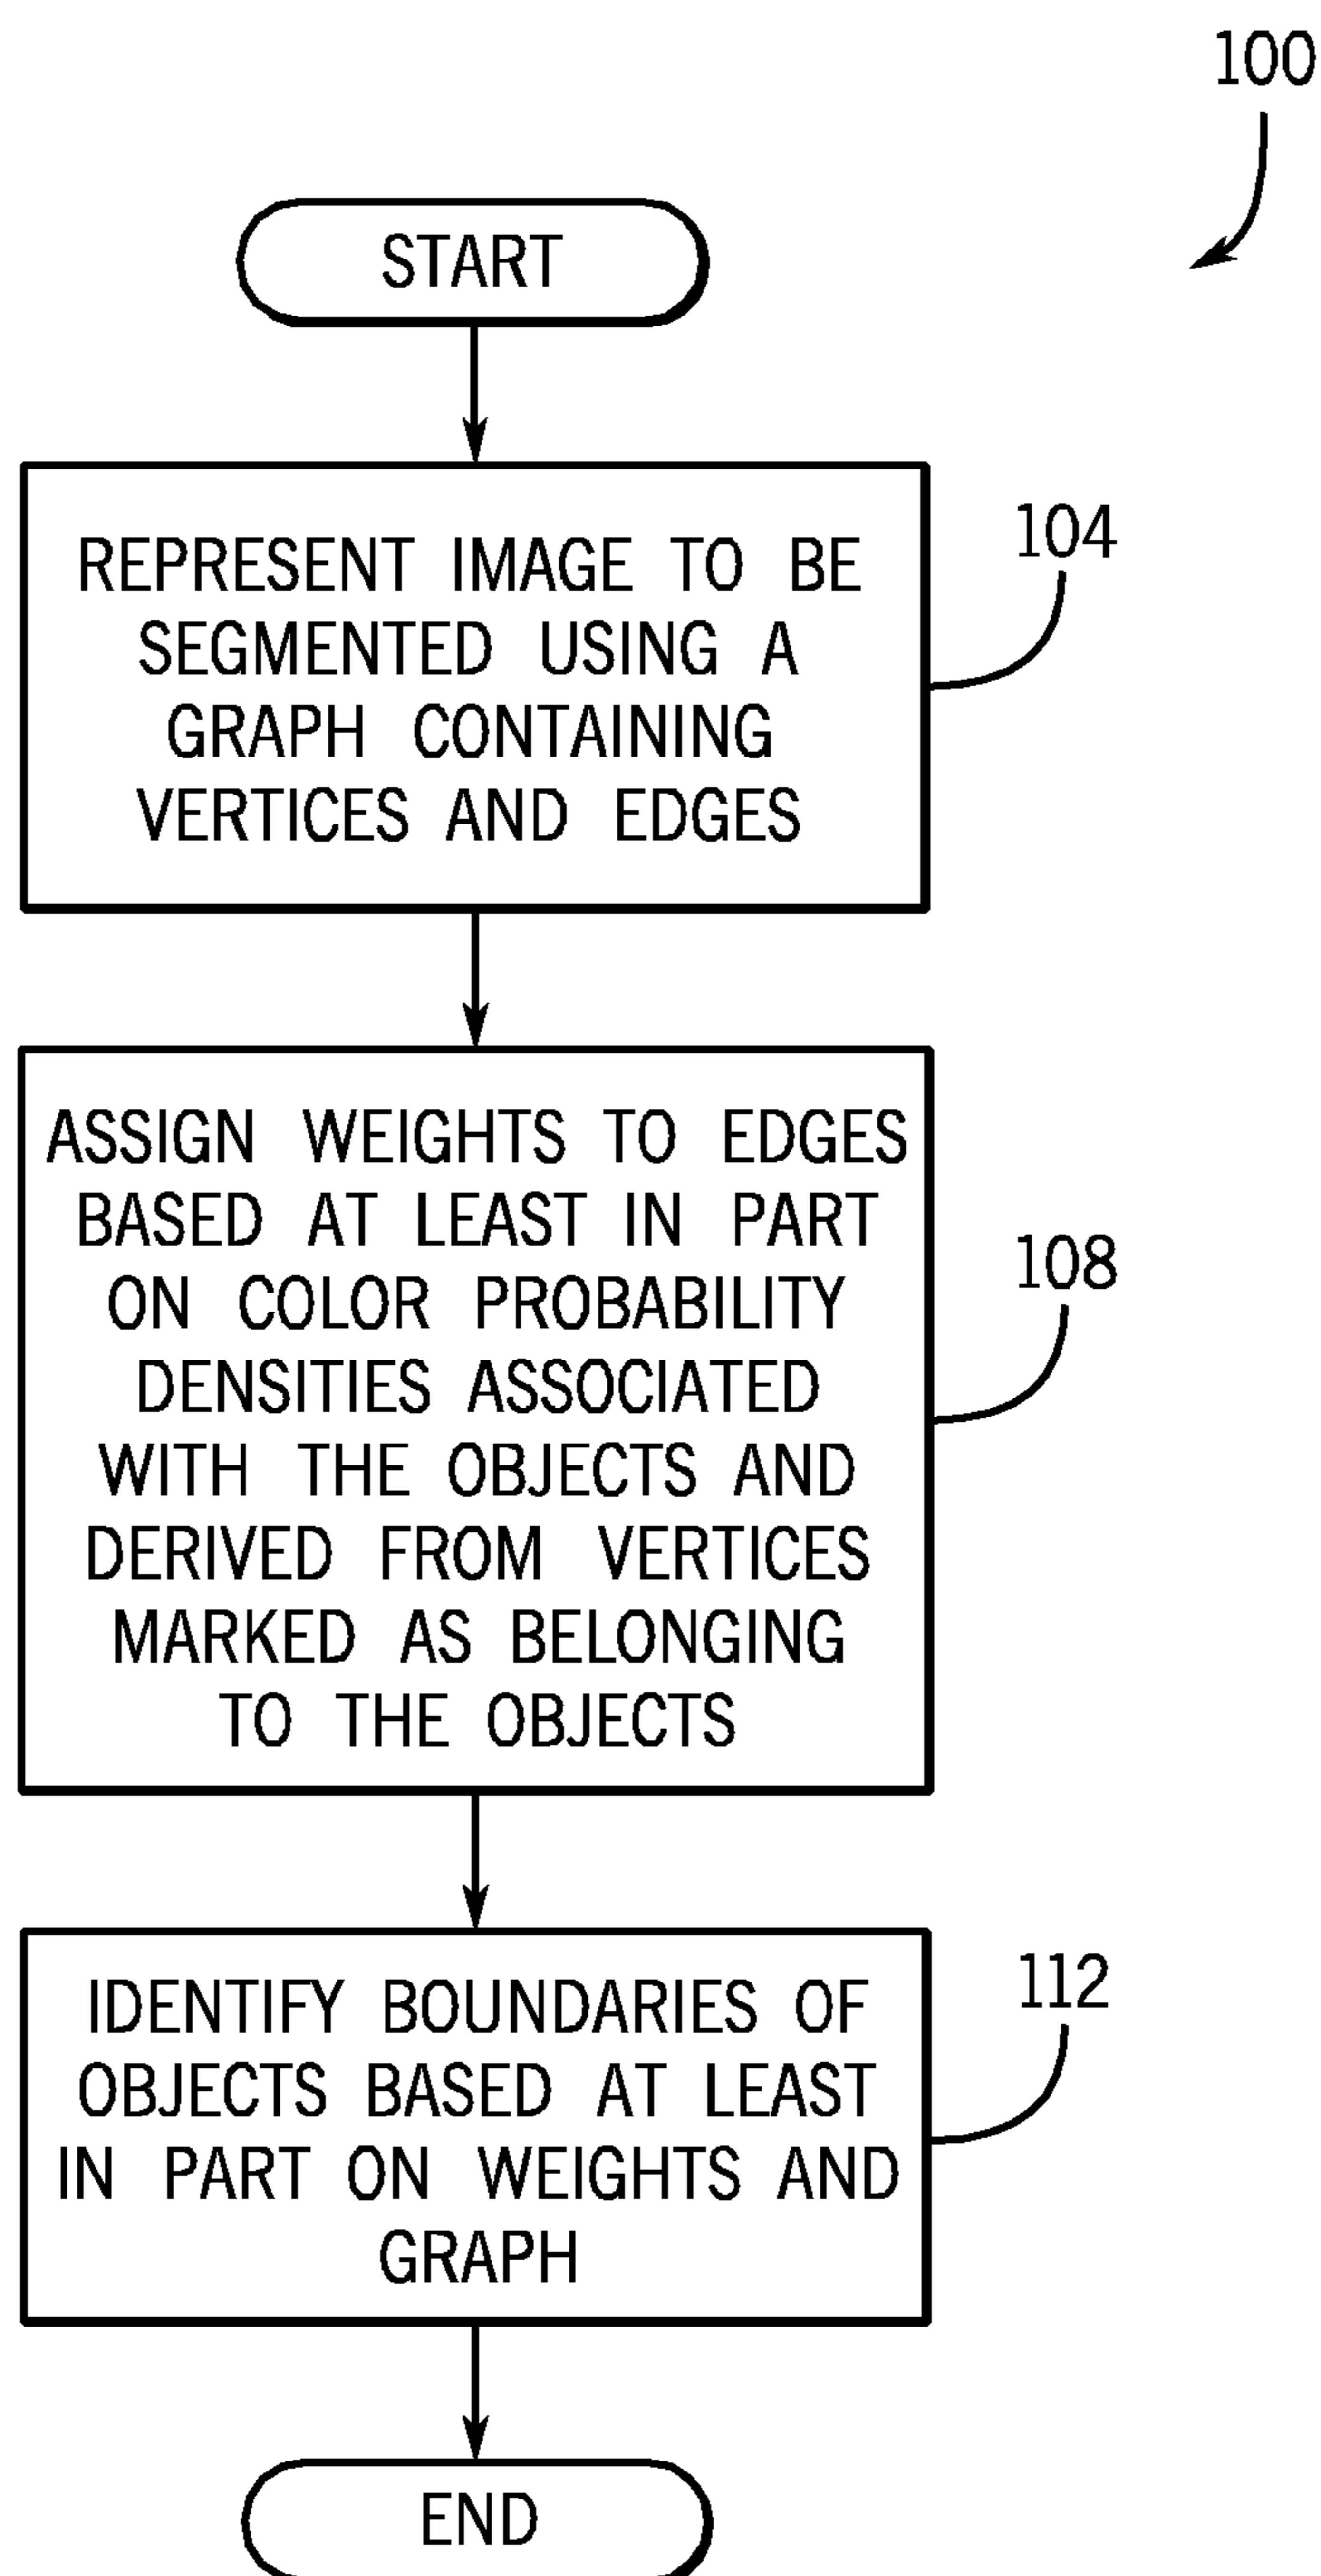 100
START
REPRESENT IMAGE TO BE
SEGMENTED USING A
GRAPH CONTAINING
VERTICES AND EDGES
104
ASSIGN WEIGHTS TO EDGES
BASED AT LEAST IN PART
ON COLOR PROBABILITY
DENSITIES ASSOCIATED
WITH THE OBJECTS AND
DERIVED FROM VERTICES
MARKED AS BELONGING
TO THE OBJECTS
108
IDENTIFY BOUNDARIES OF
OBJECTS BASED AT LEAST
IN PART ON WEIGHTS AND
GRAPH
112
END